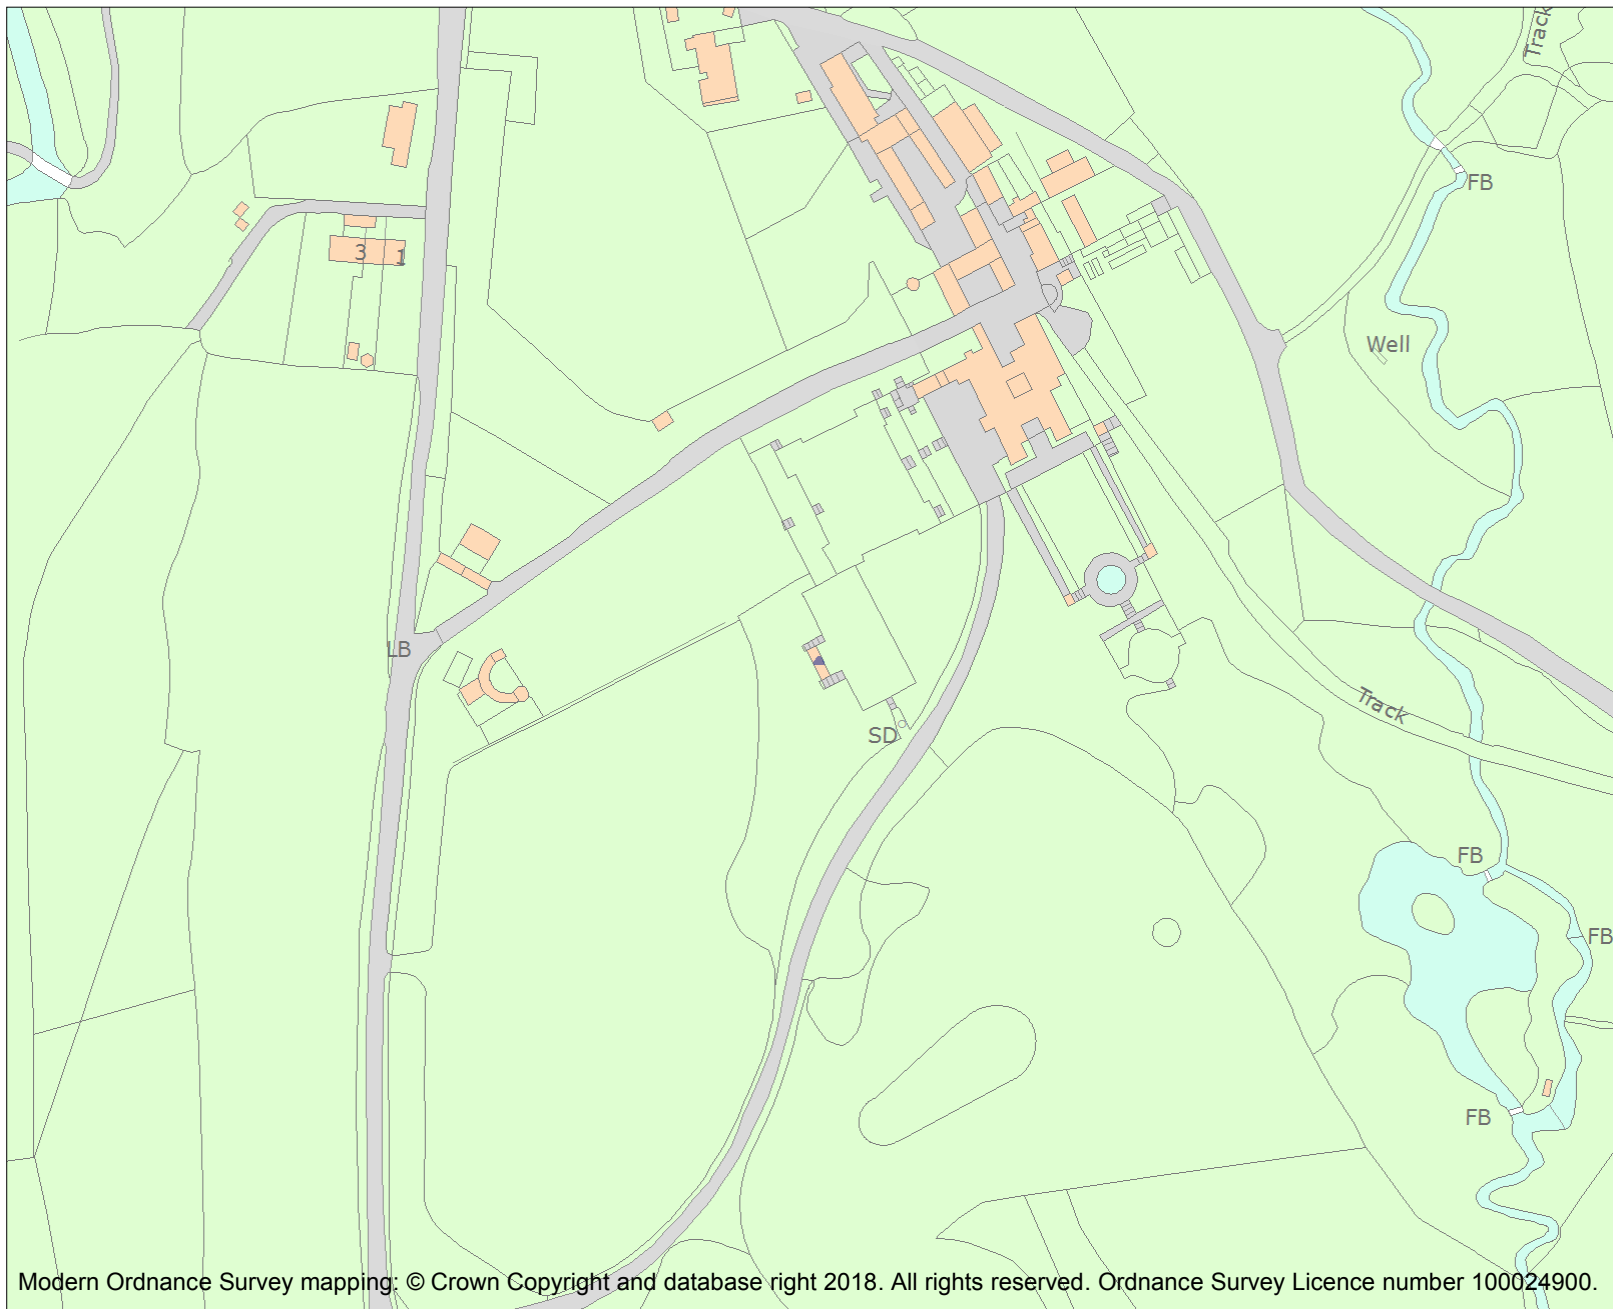 Track
FB
3
1
Well
LB
Track
SD
FB
FB
FB
Modern Ordnance Survey mapping: © Crown Copyright and database right 2018. All rights reserved. Ordnance Survey Licence number 100024900.